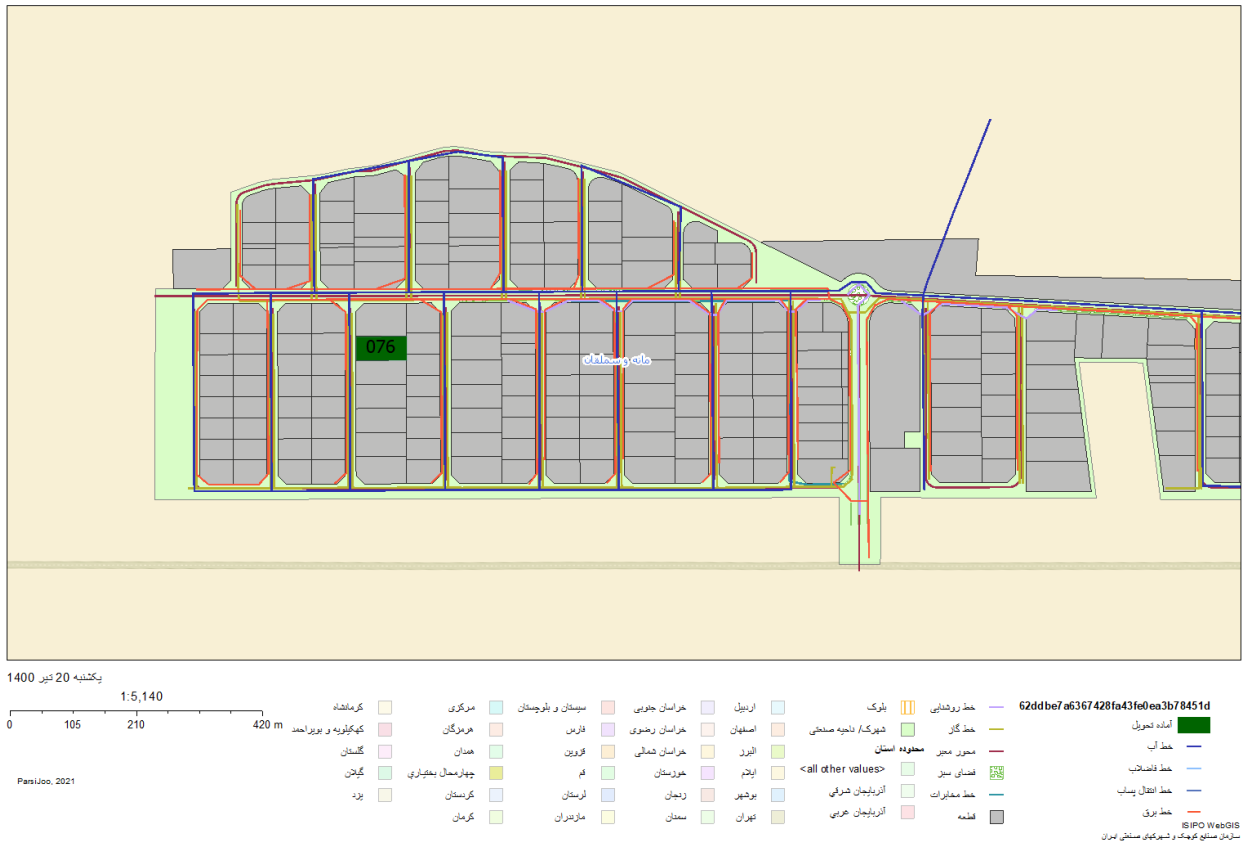 076
مانه و سملقان
یکشنبه 20 تیر 1400
1:5,140
0 105 210 420 m
ParsiJoo, 2021
62ddbe7a6367428fa43fe0ea3b78451d
آماده تحویل
خط آب
خط فاضلاب
خط انتقال پساب
خط برق
خط روشنایی
خط گاز
محور معبر
فضای سبز
خط مخابرات
قطعه
بلوک
شهرک/ ناحیه صنعتی
محدوده استان
<all other values>
آذربایجان شرقی
آذربایجان غربی
اردبیل
اصفهان
البرز
ایلام
بوشهر
تهران
خراسان جنوبی
خراسان رضوی
خراسان شمالی
خوزستان
زنجان
سمنان
سیستان و بلوچستان
فارس
قزوین
قم
لرستان
مازندران
مرکزی
هرمزگان
همدان
چهارمحال بختیاری
کردستان
کرمان
کرمانشاه
کهکیلویه و بویراحمد
گلستان
گیلان
یزد
ISIPO WebGIS
سازمان صنایع کوچک و شهرکهای صنعتی ایران